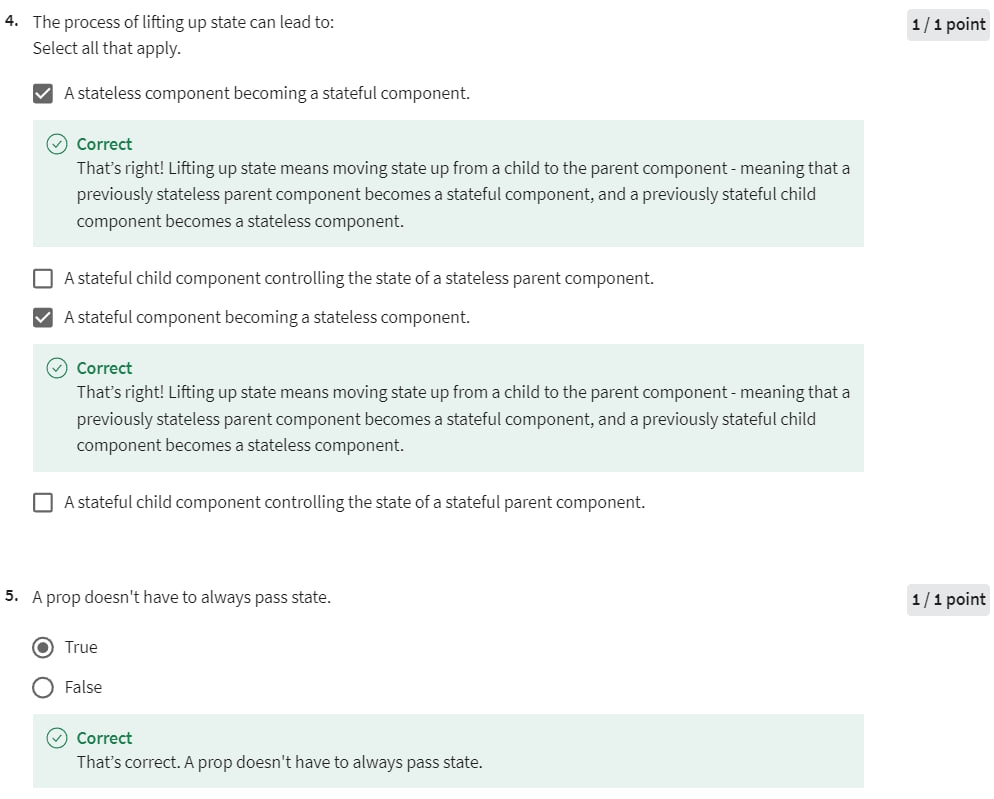 4. The process of lifting up state can lead to:
1 / 1 point
Select all that apply.
A stateless component becoming a stateful component.
Correct
That’s right! Lifting up state means moving state up from a child to the parent component - meaning that a
previously stateless parent component becomes a stateful component, and a previously stateful child
component becomes a stateless component.
A stateful child component controlling the state of a stateless parent component.
A stateful component becoming a stateless component.
Correct
That’s right! Lifting up state means moving state up from a child to the parent component - meaning that a
previously stateless parent component becomes a stateful component, and a previously stateful child
component becomes a stateless component.
A stateful child component controlling the state of a stateful parent component.
5. A prop doesn't have to always pass state.
1 / 1 point
True
False
Correct
That’s correct. A prop doesn't have to always pass state.